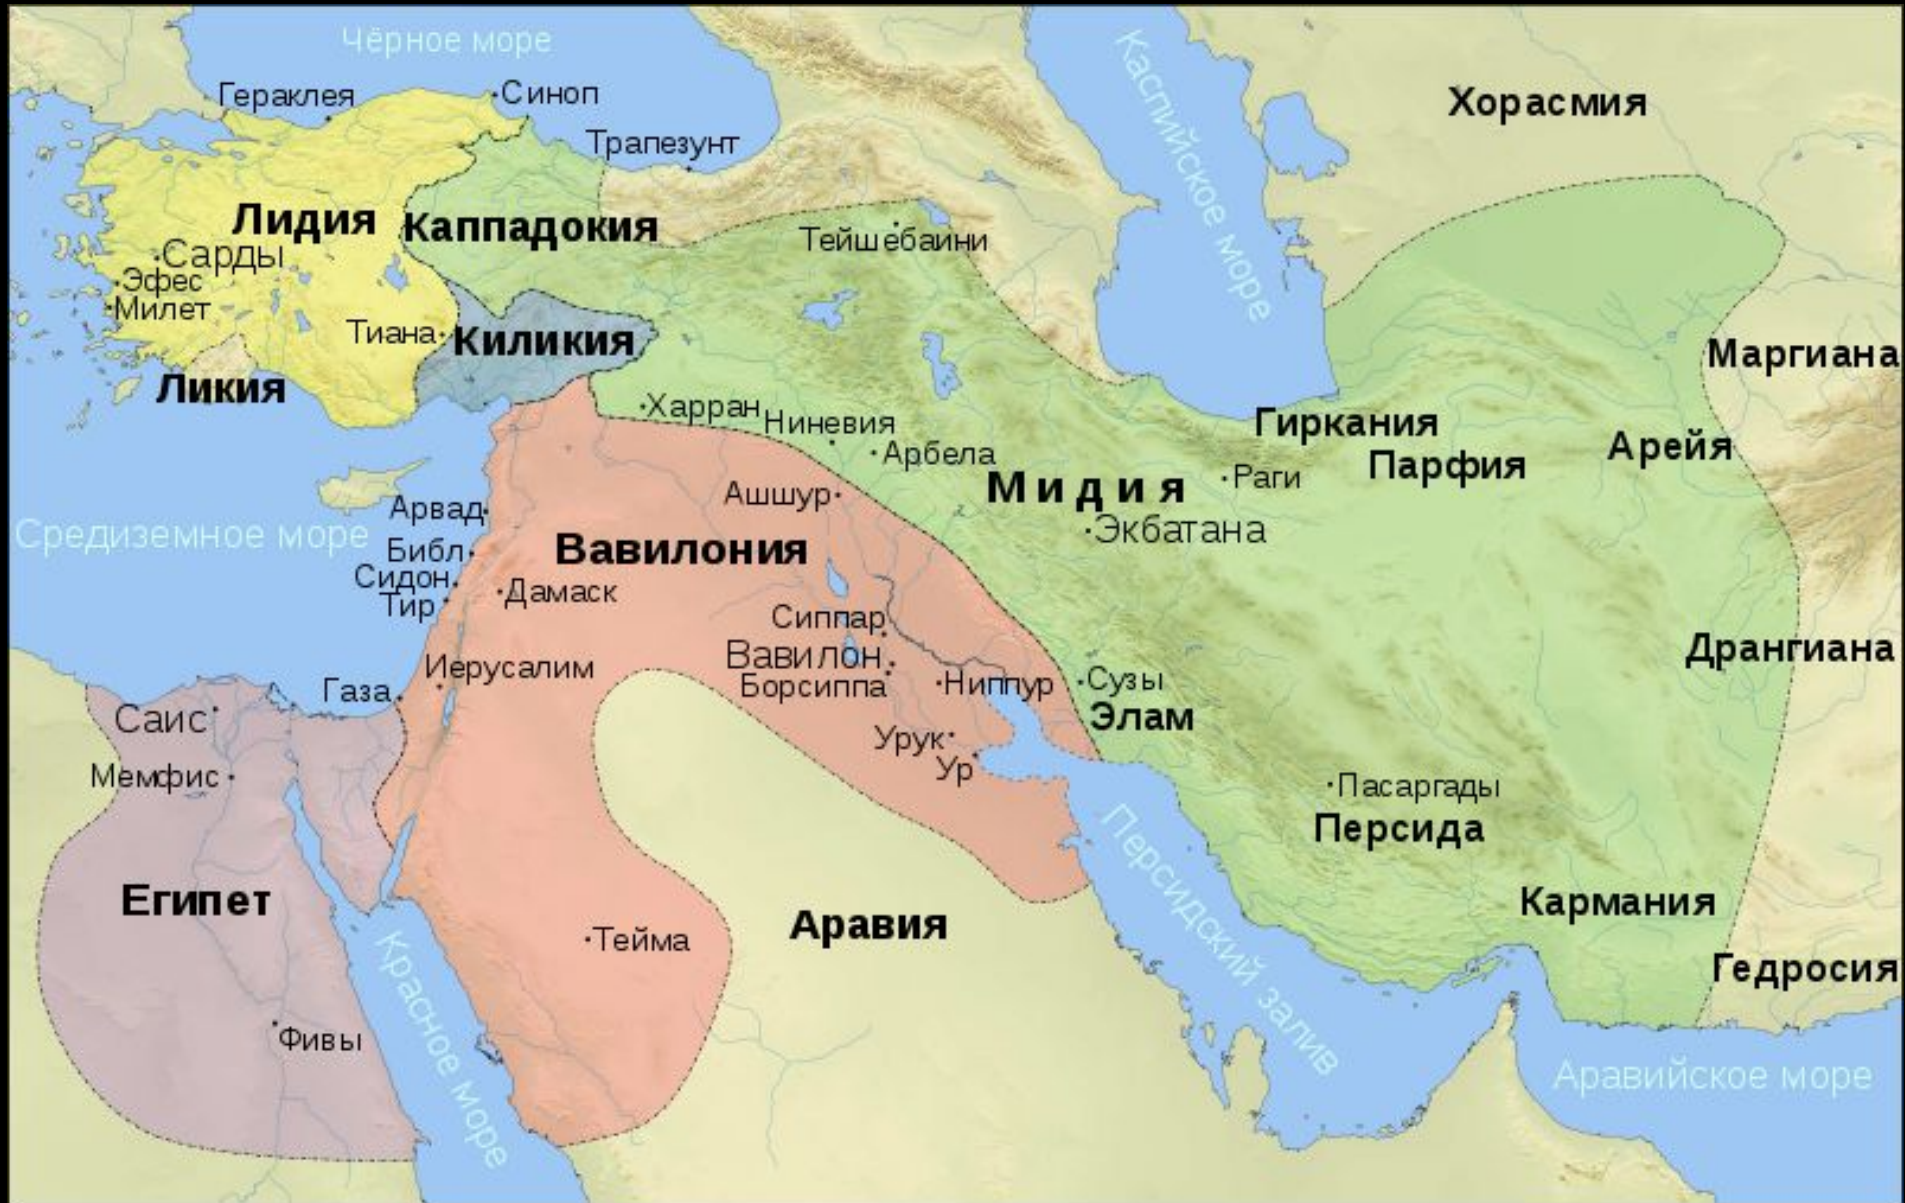 Чёрное море
Гераклея
Синоп
Трапезунт
Каспийское море
Хорасмия
Лидия
Каппадокия
Тейшебаини
Сарды
Эфес
Милет
Тиана
Киликия
Ликия
Маргиана
Харран
Ниневия
Арбела
Гиркания
Парфия
Арейя
Мидия
Раги
Ашшур
Экбатана
Арвад
Средиземное море
Библ
Вавилония
Сидон
Тир
Дамаск
Сиппар
Вавилон
Борсиппа
Ниппур
Сузы
Элам
Дрангиана
Иерусалим
Газа
Саис
Мемфис
Урук
Ур
Пасаргады
Персида
Персидский залив
Египет
Аравия
Тейма
Кармания
Гедросия
Красное море
Фивы
Аравийское море